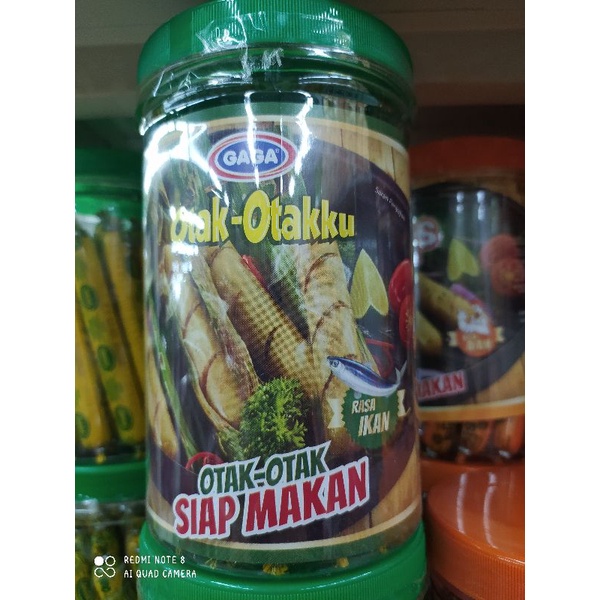 GAGA
Otak-Otakku
RASA
IKAN
OTAK-OTAK
SIAP MAKAN
MAKAN
REDMI NOTE 8
AI QUAD CAMERA